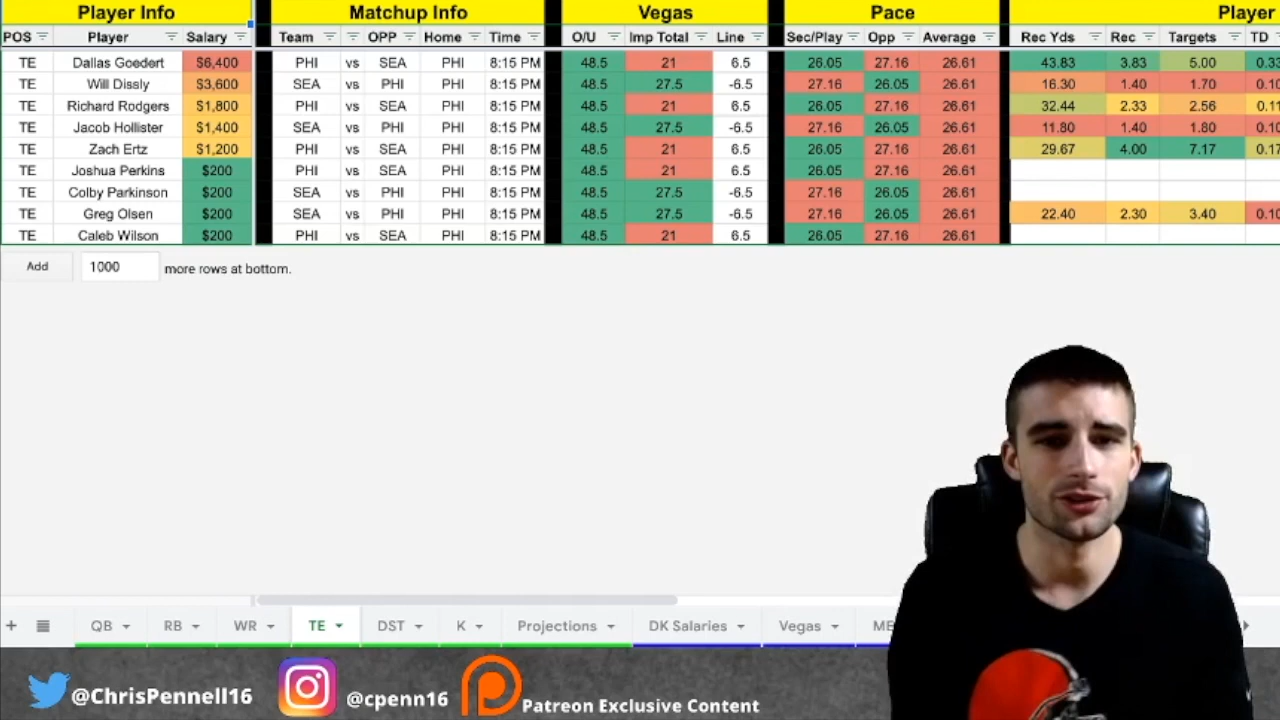 Player Info Matchup Info Vegas Pace Player
POS Player Salary Team OPP Home Time O/U Imp Total Line Sec/Play Opp Average Rec Yds Rec Targets TD
TE Dallas Goedert $6,400 PHI vs SEA PHI 8:15 PM 48.5 21 6.5 26.05 27.16 26.61 43.83 3.83 5.00 0.33
TE Will Dissly $3,600 SEA vs PHI PHI 8:15 PM 48.5 27.5 -6.5 27.16 26.05 26.61 16.30 1.40 1.70 0.10
TE Richard Rodgers $1,800 PHI vs SEA PHI 8:15 PM 48.5 21 6.5 26.05 27.16 26.61 32.44 2.33 2.56 0.11
TE Jacob Hollister $1,400 SEA vs PHI PHI 8:15 PM 48.5 27.5 -6.5 27.16 26.05 26.61 11.80 1.40 1.80 0.10
TE Zach Ertz $1,200 PHI vs SEA PHI 8:15 PM 48.5 21 6.5 26.05 27.16 26.61 29.67 4.00 7.17 0.17
TE Joshua Perkins $200 PHI vs SEA PHI 8:15 PM 48.5 21 6.5 26.05 27.16 26.61
TE Colby Parkinson $200 SEA vs PHI PHI 8:15 PM 48.5 27.5 -6.5 27.16 26.05 26.61
TE Greg Olsen $200 SEA vs PHI PHI 8:15 PM 48.5 27.5 -6.5 27.16 26.05 26.61 22.40 2.30 3.40 0.10
TE Caleb Wilson $200 PHI vs SEA PHI 8:15 PM 48.5 21 6.5 26.05 27.16 26.61
Add 1000 more rows at bottom.
+ QB RB WR TE DST K Projections DK Salaries Vegas ME
@ChrisPennell16 @cpenn16 Patreon Exclusive Content